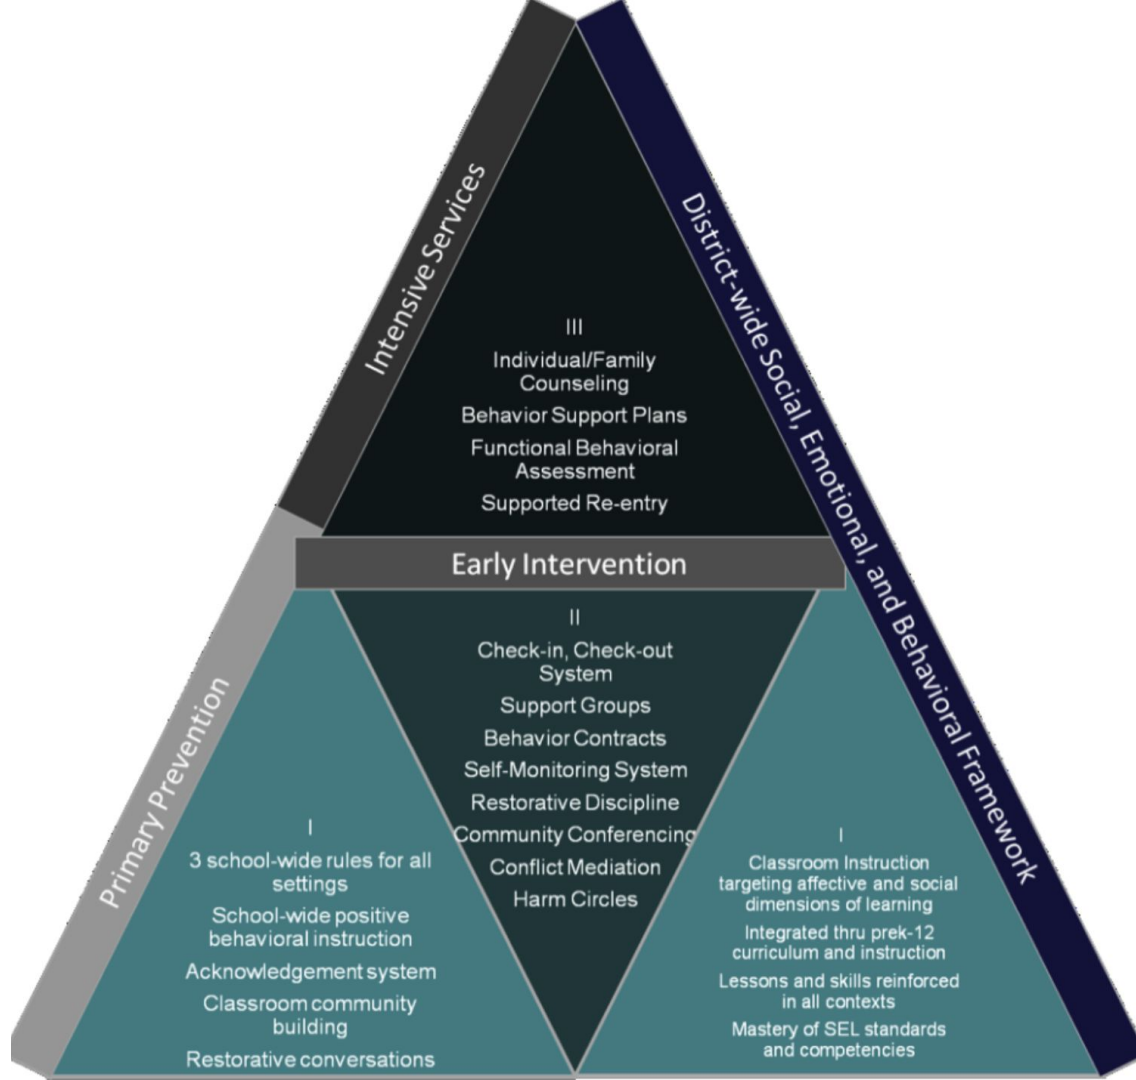 Intensive Services
District-wide Social, Emotional, and Behavioral Framework
III
Individual/Family
Counseling
Behavior Support Plans
Functional Behavioral
Assessment
Supported Re-entry
Early Intervention
Primary Prevention
II
Check-in, Check-out
System
Support Groups
Behavior Contracts
Self-Monitoring System
Restorative Discipline
Community Conferencing
Conflict Mediation
Harm Circles
I
3 school-wide rules for all
settings
School-wide positive
behavioral instruction
Acknowledgement system
Classroom community
building
Restorative conversations
I
Classroom Instruction
targeting affective and social
dimensions of learning
Integrated thru prek-12
curriculum and instruction
Lessons and skills reinforced
in all contexts
Mastery of SEL standards
and competencies